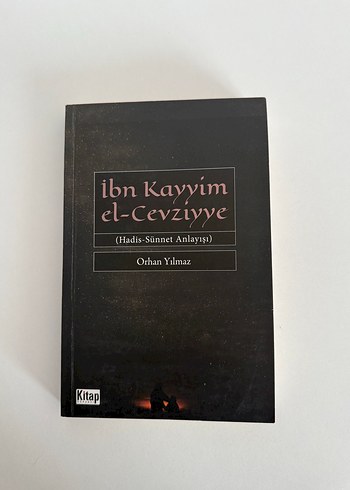 İbn Kayyim
el-Cevziyye
(Hadis-Sünnet Anlayışı)
Orhan Yılmaz
Kitap